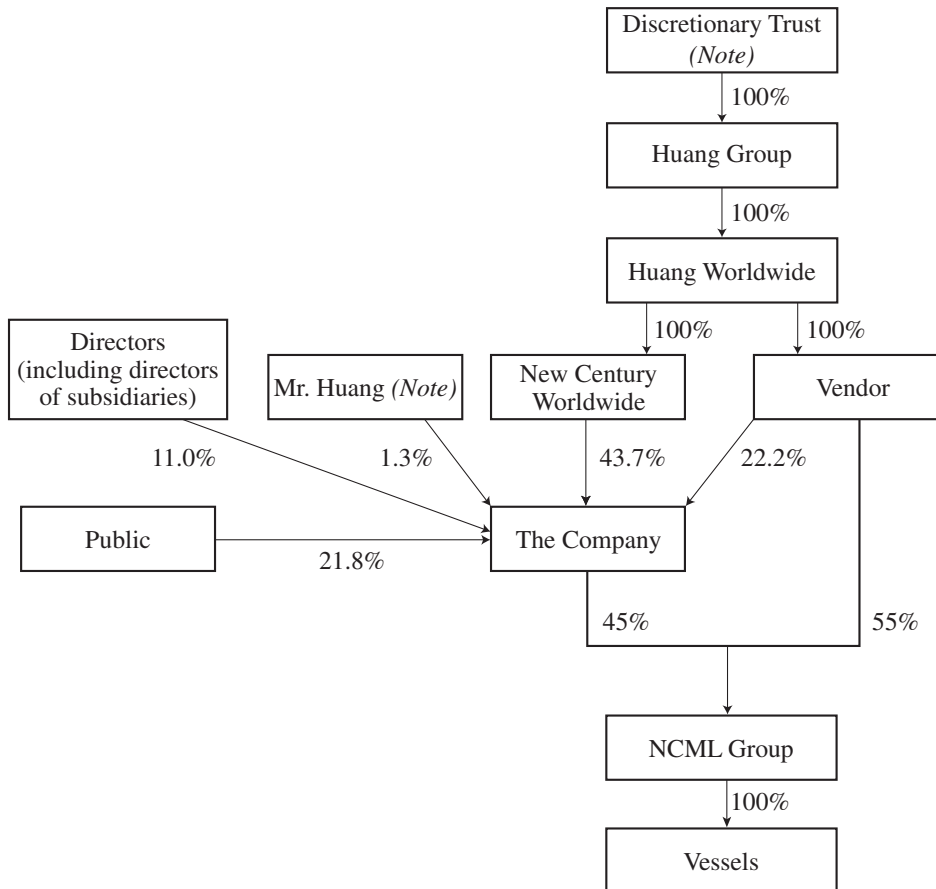 Discretionary Trust
(Note)
100%
Huang Group
100%
Huang Worldwide
100%
100%
Directors
(including directors
of subsidiaries)
Mr. Huang (Note)
New Century
Worldwide
Vendor
11.0%
1.3%
43.7%
22.2%
Public
21.8%
The Company
45%
55%
NCML Group
100%
Vessels